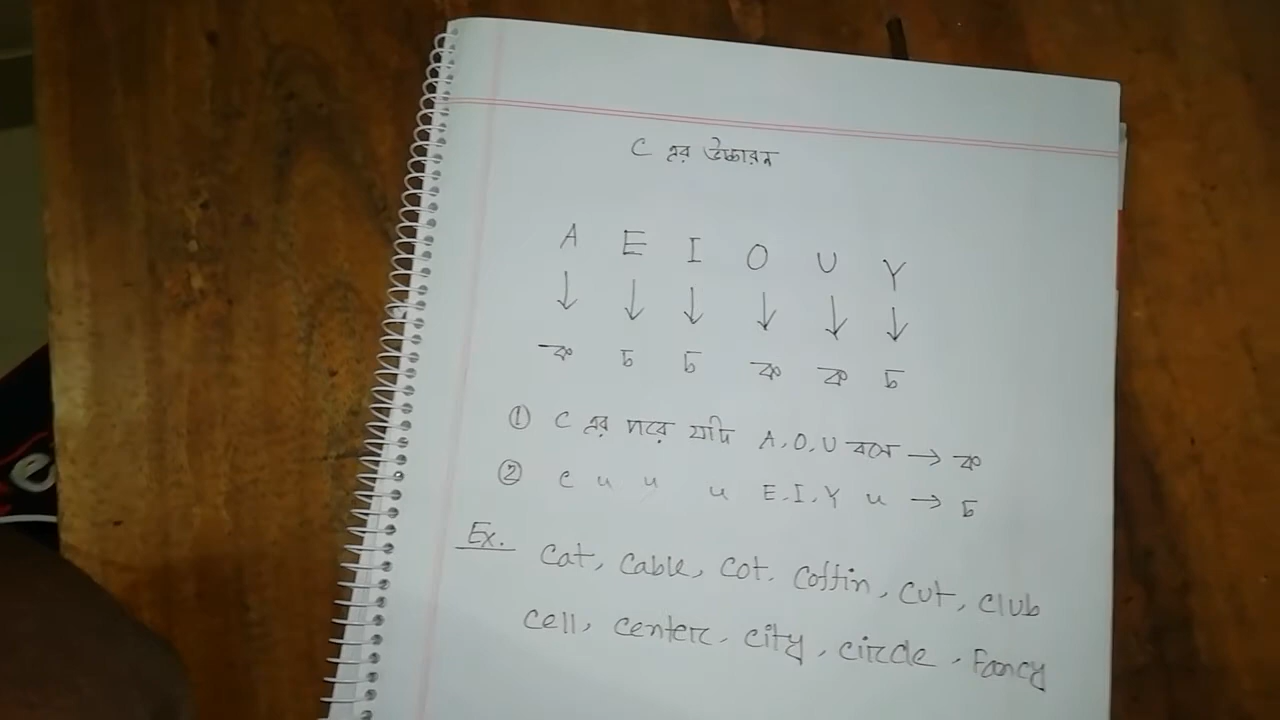 C এর উচ্চারন
A E I O U Y
↓ ↓ ↓ ↓ ↓ ↓
ক চ চ ক ক চ
① C এর পরে যদি A, O, U বসে → ক
② C 〃 〃 〃 E, I, Y 〃 → চ
Ex. Cat, Cable, Cot, Coffin, Cut, Club
Cell, Center, City, Circle, Fancy